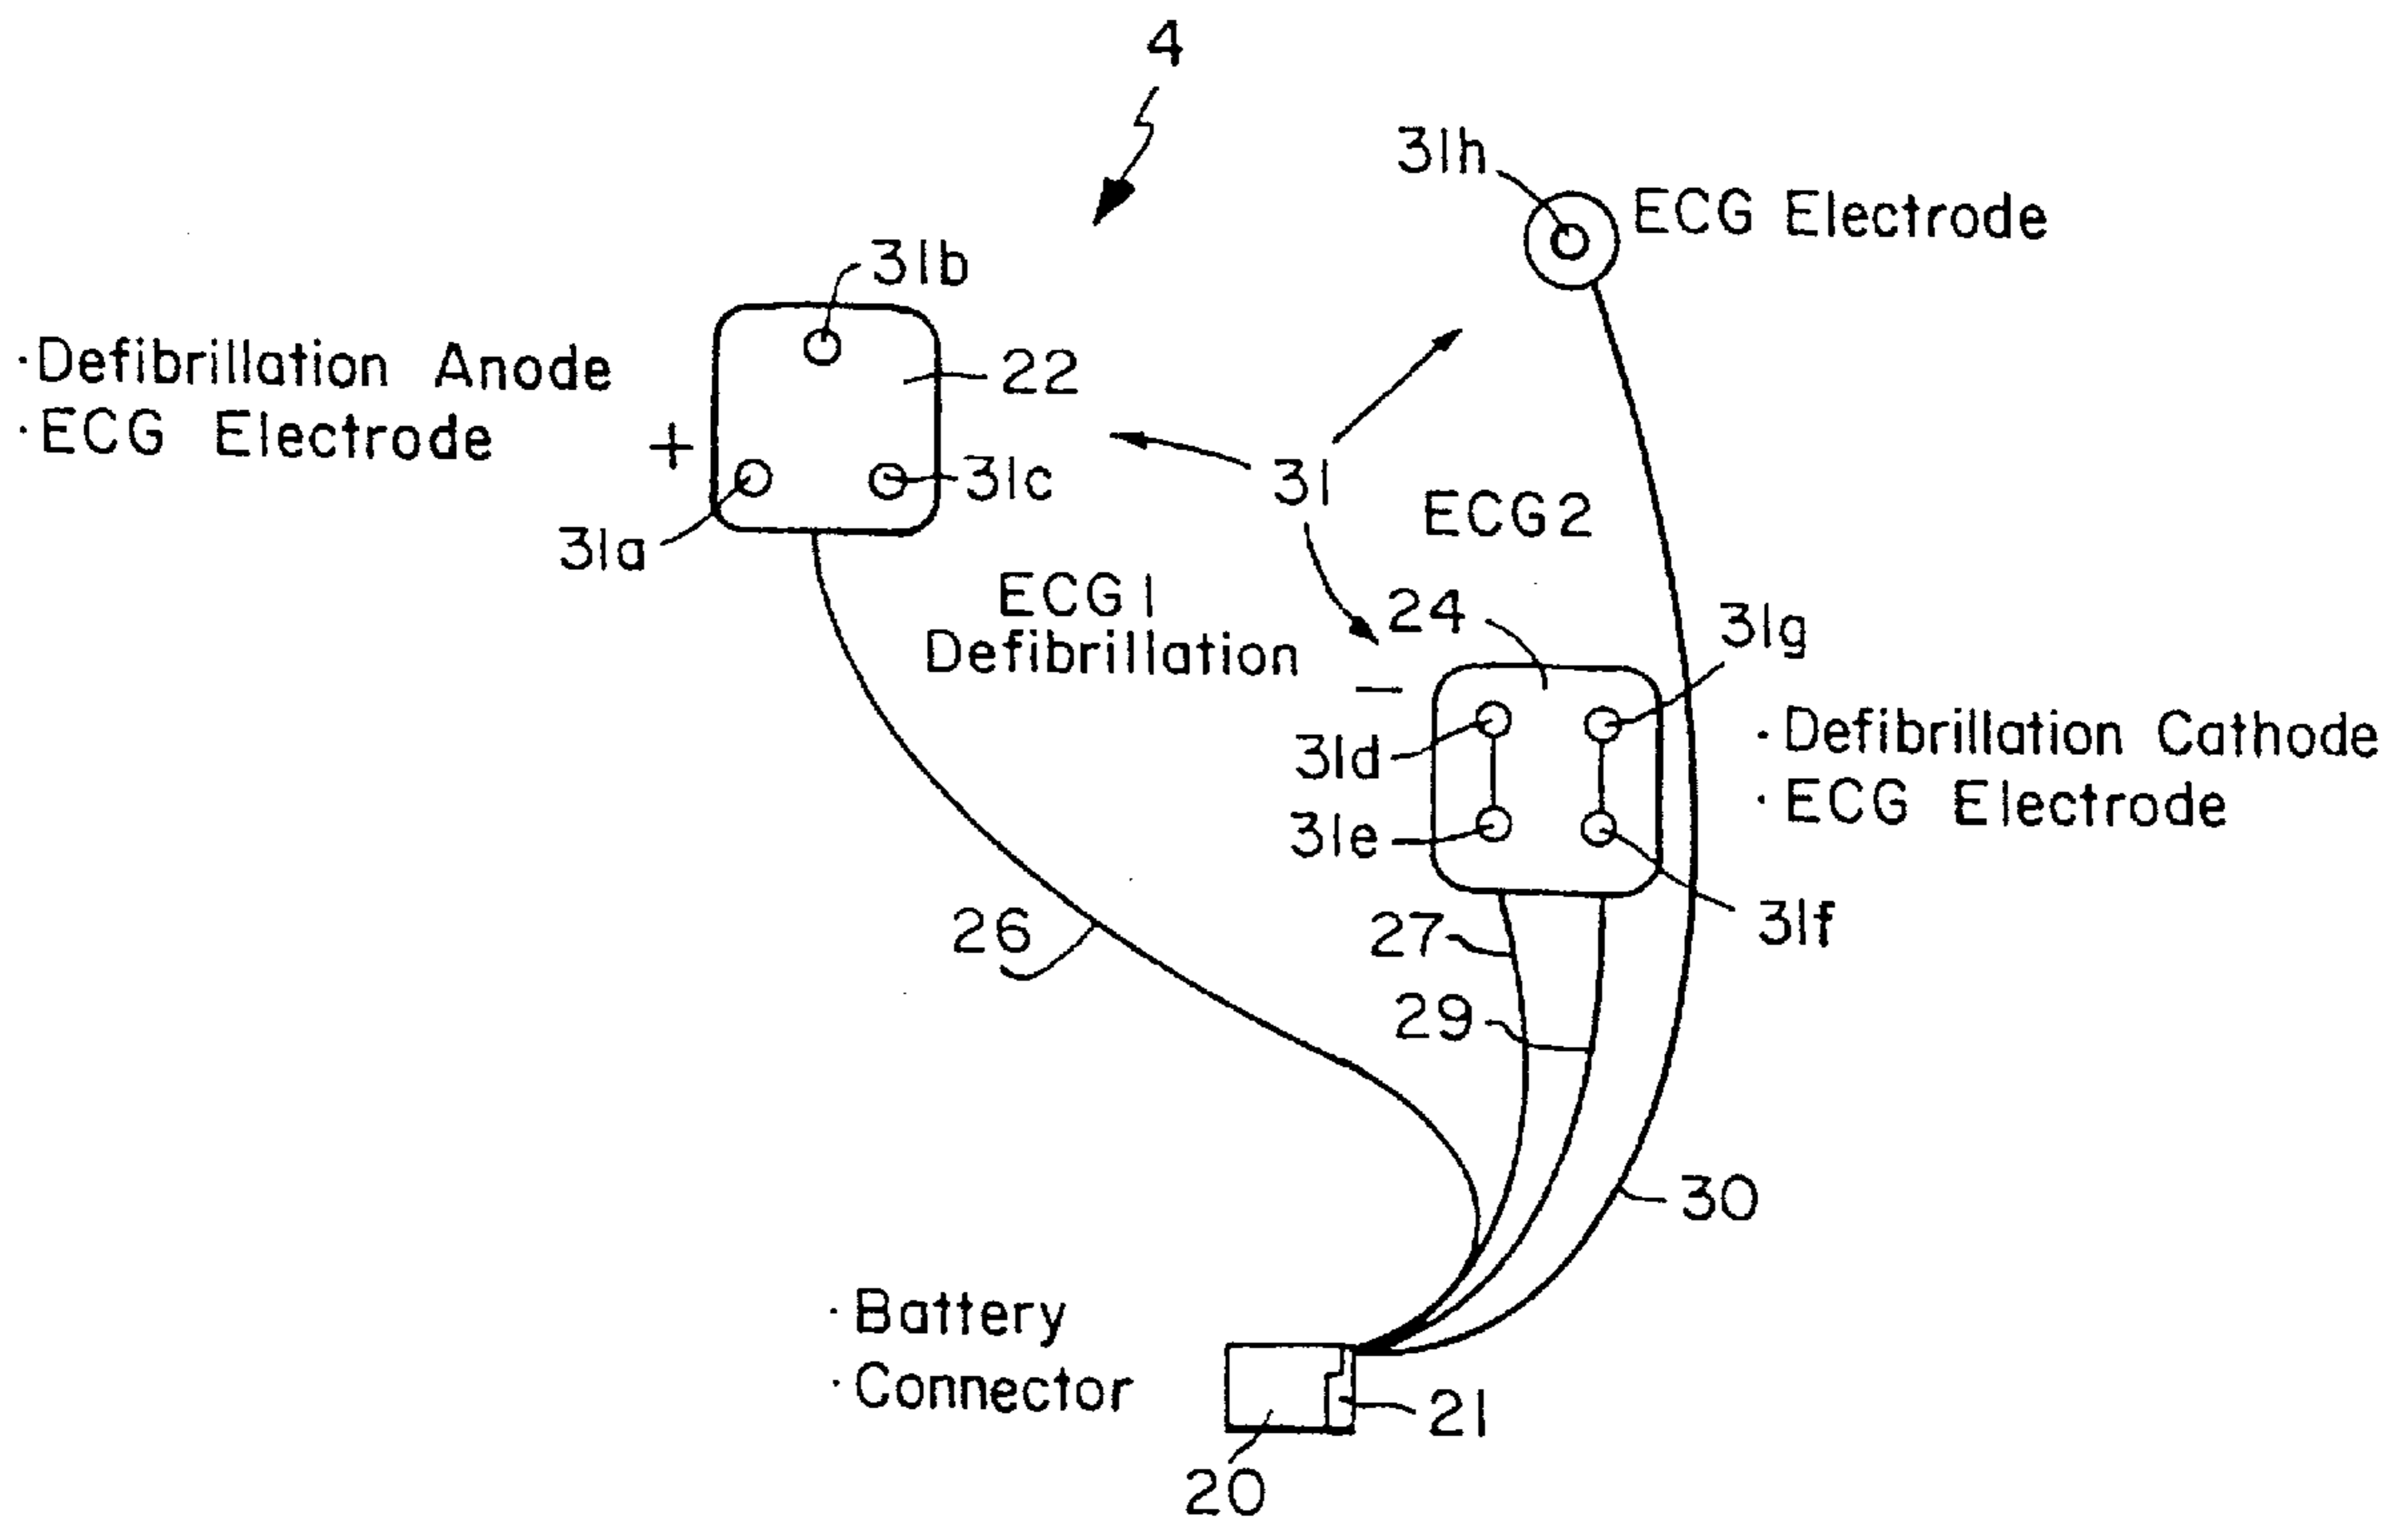 4
31h
ECG Electrode
31b
· Defibrillation Anode
· ECG Electrode
22
+
31c
31a
31
ECG2
ECG1
Defibrillation
24
31g
−
31d
· Defibrillation Cathode
· ECG Electrode
31e
31f
26
27
29
30
· Battery
· Connector
21
20